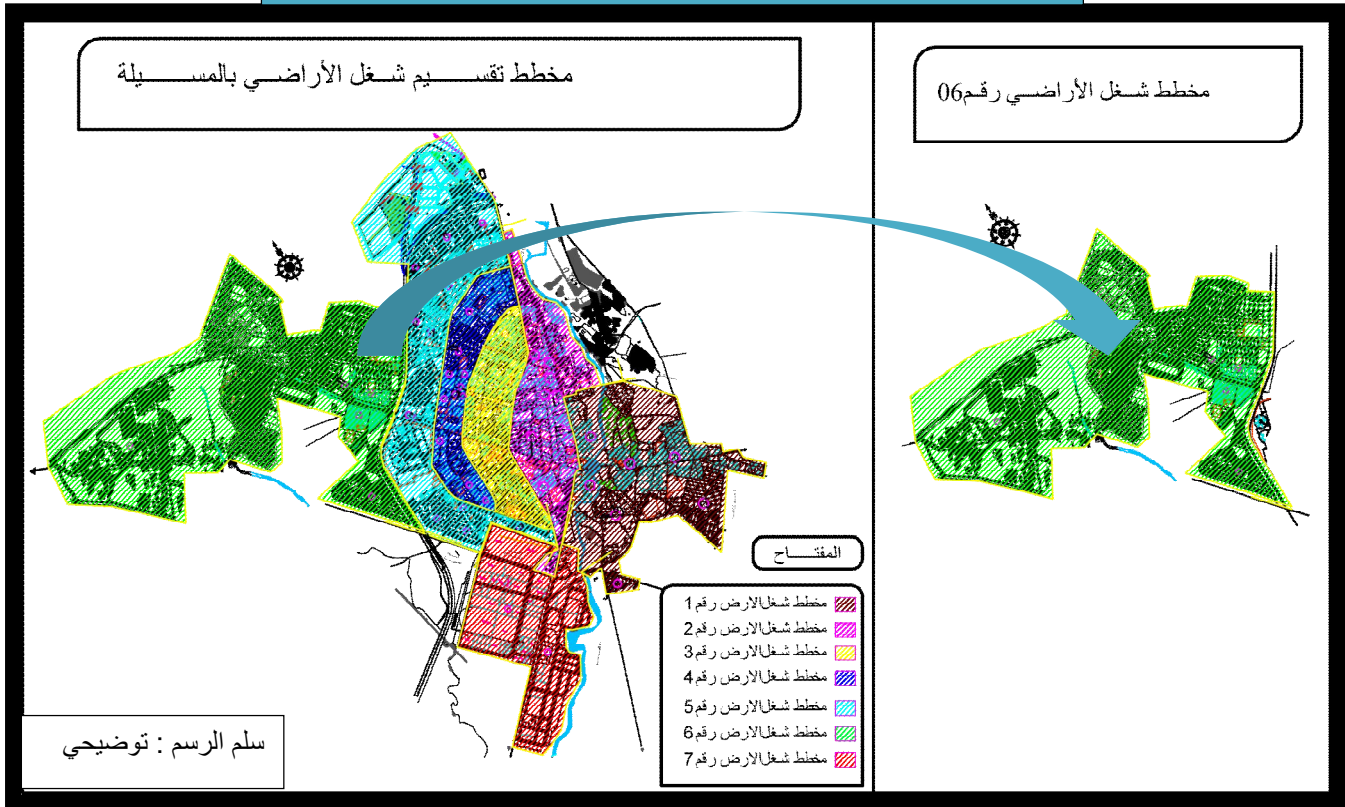 مخطط تقسيم شغل الأراضي بالمسيلة
مخطط شغل الأراضي رقم06
المفتاح
مخطط شغل الارض رقم 1
مخطط شغل الارض رقم 2
مخطط شغل الارض رقم 3
مخطط شغل الارض رقم 4
مخطط شغل الارض رقم 5
مخطط شغل الارض رقم 6
مخطط شغل الارض رقم 7
سلم الرسم : توضيحي